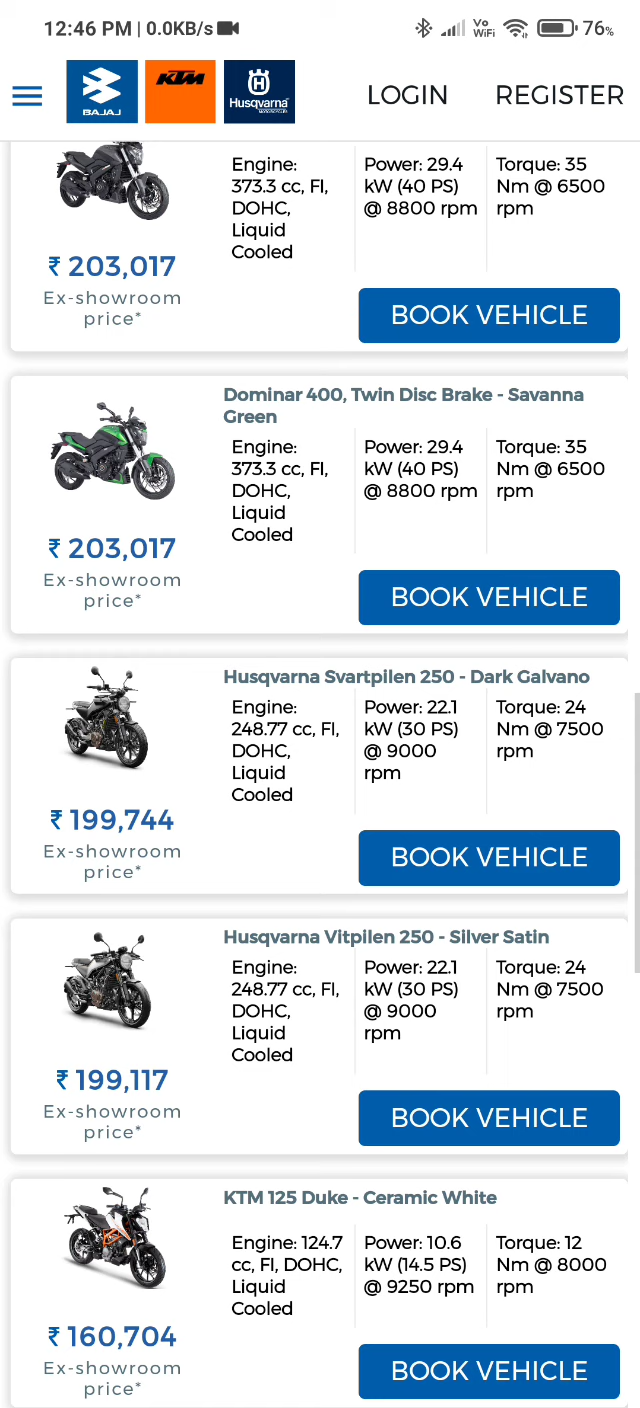 12:46 PM | 0.0KB/s
Vo
WiFi
76%
BAJAJ
KTM
Husqvarna
LOGIN
REGISTER
Engine:
373.3 cc, FI,
DOHC,
Liquid
Cooled
Power: 29.4
kW (40 PS)
@ 8800 rpm
Torque: 35
Nm @ 6500
rpm
₹ 203,017
Ex-showroom
price*
BOOK VEHICLE
Dominar 400, Twin Disc Brake - Savanna
Green
Engine:
373.3 cc, FI,
DOHC,
Liquid
Cooled
Power: 29.4
kW (40 PS)
@ 8800 rpm
Torque: 35
Nm @ 6500
rpm
₹ 203,017
Ex-showroom
price*
BOOK VEHICLE
Husqvarna Svartpilen 250 - Dark Galvano
Engine:
248.77 cc, FI,
DOHC,
Liquid
Cooled
Power: 22.1
kW (30 PS)
@ 9000
rpm
Torque: 24
Nm @ 7500
rpm
₹ 199,744
Ex-showroom
price*
BOOK VEHICLE
Husqvarna Vitpilen 250 - Silver Satin
Engine:
248.77 cc, FI,
DOHC,
Liquid
Cooled
Power: 22.1
kW (30 PS)
@ 9000
rpm
Torque: 24
Nm @ 7500
rpm
₹ 199,117
Ex-showroom
price*
BOOK VEHICLE
KTM 125 Duke - Ceramic White
Engine: 124.7
cc, FI, DOHC,
Liquid
Cooled
Power: 10.6
kW (14.5 PS)
@ 9250 rpm
Torque: 12
Nm @ 8000
rpm
₹ 160,704
Ex-showroom
price*
BOOK VEHICLE